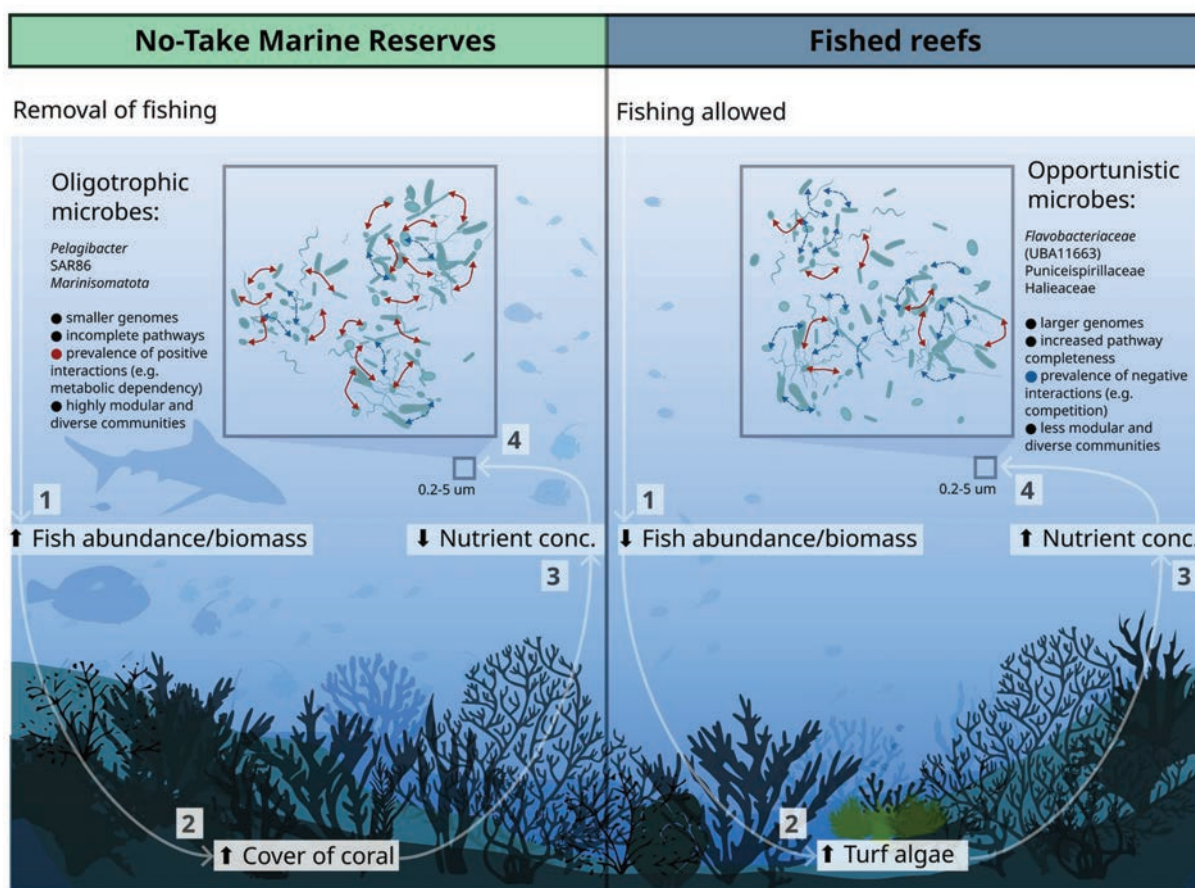 No-Take Marine Reserves
Fished reefs
Removal of fishing
Fishing allowed
Oligotrophic
microbes:
Pelagibacter
SAR86
Marinisomatota
● smaller genomes
● incomplete pathways
● prevalence of positive
interactions (e.g.
metabolic dependency)
● highly modular and
diverse communities
4
0.2-5 um
1
⬆ Fish abundance/biomass
⬇ Nutrient conc.
3
2
⬆ Cover of coral
Opportunistic
microbes:
Flavobacteriaceae
(UBA11663)
Puniceispirillaceae
Halieaceae
● larger genomes
● increased pathway
completeness
● prevalence of negative
interactions (e.g.
competition)
● less modular and
diverse communities
0.2-5 um
4
1
⬇ Fish abundance/biomass
⬆ Nutrient conc.
3
2
⬆ Turf algae